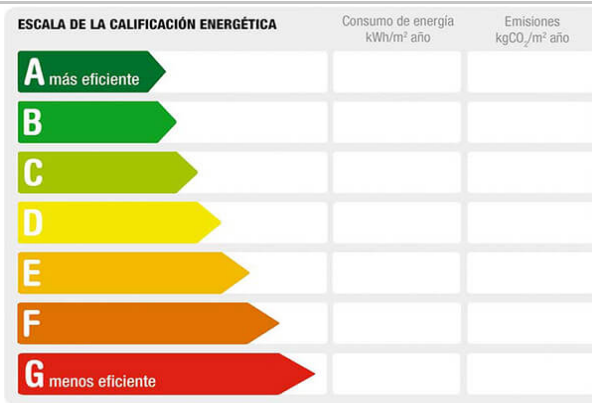 ESCALA DE LA CALIFICACIÓN ENERGÉTICA
Consumo de energía
kWh/m² año
Emisiones
kgCO₂/m² año
A más eficiente
B
C
D
E
F
G menos eficiente